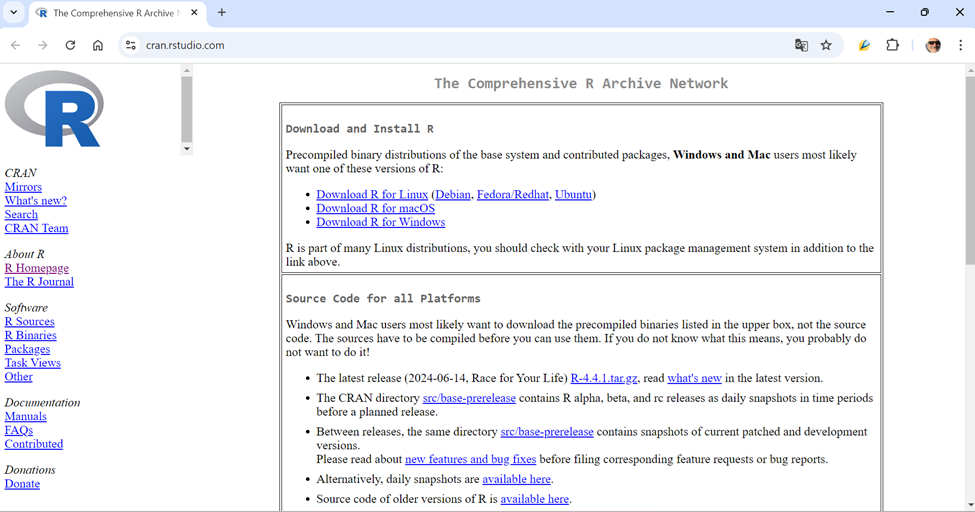 The Comprehensive R Archive N
cran.rstudio.com
R
CRAN
Mirrors
What's new?
Search
CRAN Team
About R
R Homepage
The R Journal
Software
R Sources
R Binaries
Packages
Task Views
Other
Documentation
Manuals
FAQs
Contributed
Donations
Donate
The Comprehensive R Archive Network
Download and Install R
Precompiled binary distributions of the base system and contributed packages, Windows and Mac users most likely
want one of these versions of R:
• Download R for Linux (Debian, Fedora/Redhat, Ubuntu)
• Download R for macOS
• Download R for Windows
R is part of many Linux distributions, you should check with your Linux package management system in addition to the
link above.
Source Code for all Platforms
Windows and Mac users most likely want to download the precompiled binaries listed in the upper box, not the source
code. The sources have to be compiled before you can use them. If you do not know what this means, you probably do
not want to do it!
• The latest release (2024-06-14, Race for Your Life) R-4.4.1.tar.gz, read what's new in the latest version.
• The CRAN directory src/base-prerelease contains R alpha, beta, and rc releases as daily snapshots in time periods
before a planned release.
• Between releases, the same directory src/base-prerelease contains snapshots of current patched and development
versions.
Please read about new features and bug fixes before filing corresponding feature requests or bug reports.
• Alternatively, daily snapshots are available here.
• Source code of older versions of R is available here.